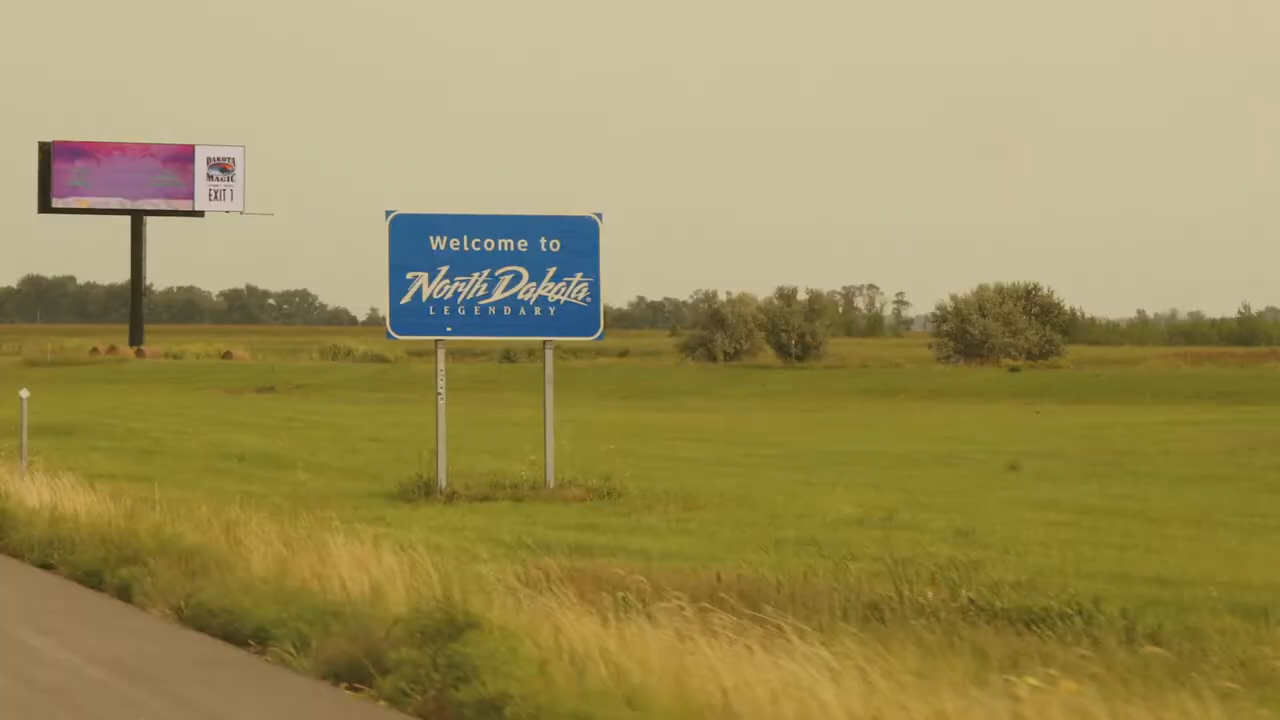 DAKOTA
MAGIC
EXIT 1
Welcome to
North Dakota
LEGENDARY